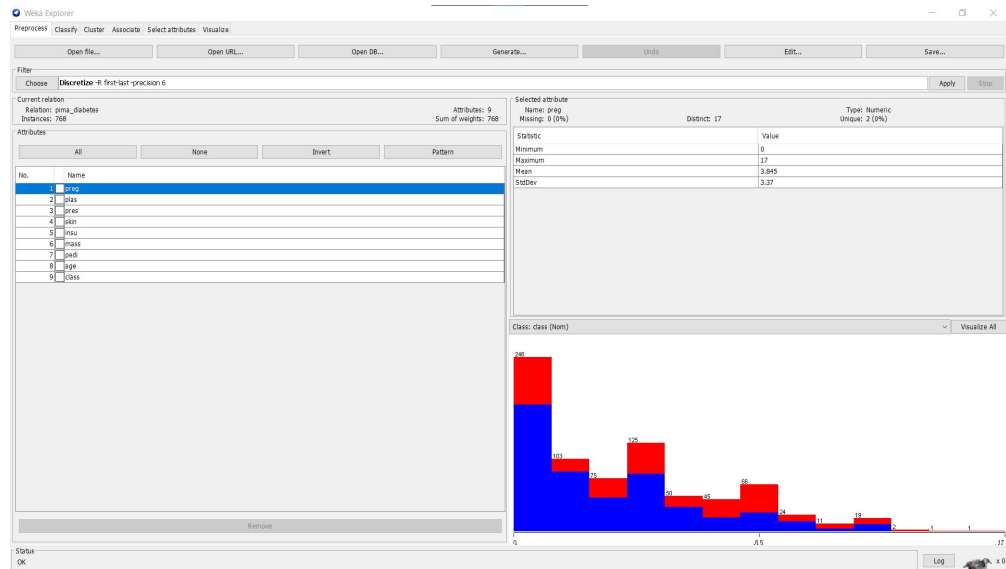 Weka Explorer
Preprocess Classify Cluster Associate Select attributes Visualize
Open file... Open URL... Open DB... Generate... Undo Edit... Save...
Filter
Choose Discretize -R first-last -precision 6 Apply Stop
Current relation
Relation: pima_diabetes Attributes: 9
Instances: 768 Sum of weights: 768
Selected attribute
Name: preg Type: Numeric
Missing: 0 (0%) Distinct: 17 Unique: 2 (0%)
Attributes
All None Invert Pattern
No. Name
1 preg
2 plas
3 pres
4 skin
5 insu
6 mass
7 pedi
8 age
9 class
Remove
Statistic Value
Minimum 0
Maximum 17
Mean 3.845
StdDev 3.37
Class: class (Nom) Visualize All
246
103
75
125
50
45
66
24
11
19
2
1
1
0 8.5 17
Status
OK
Log x 0